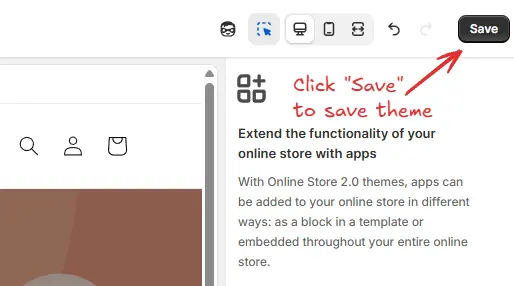 Save
Click "Save"
to save theme
Extend the functionality of your
online store with apps
With Online Store 2.0 themes, apps can
be added to your online store in different
ways: as a block in a template or
embedded throughout your entire online
store.